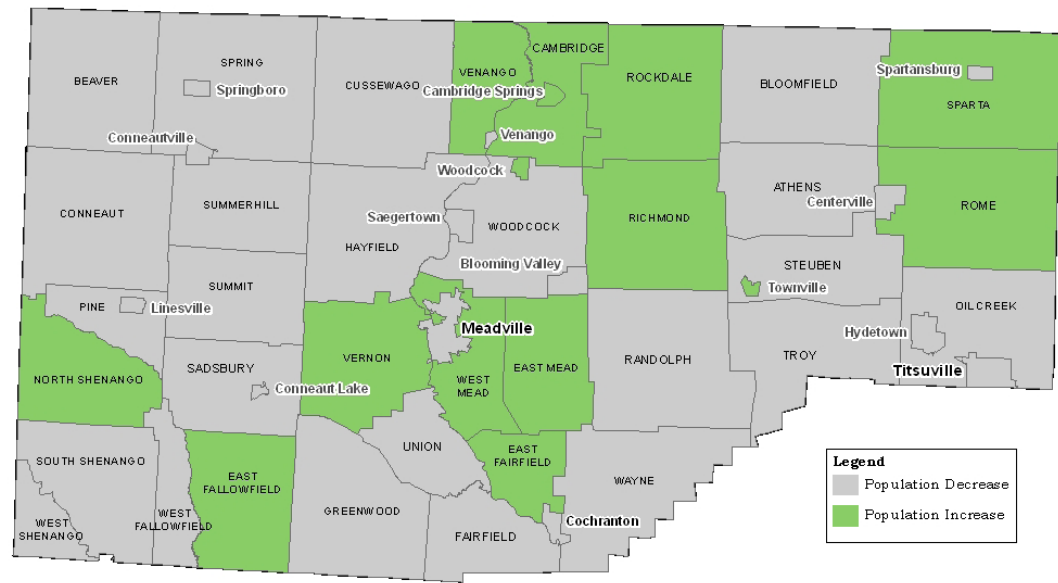 BEAVER
SPRING
Springboro
CUSSEWAGO
VENANGO
CAMBRIDGE
Cambridge Springs
ROCKDALE
BLOOMFIELD
Spartansburg
SPARTA
Conneautville
Venango
Woodcock
CONNEAUT
SUMMERHILL
Saegertown
HAYFIELD
WOODCOCK
RICHMOND
ATHENS
Centerville
ROME
Blooming Valley
STEUBEN
Townville
SUMMIT
PINE
Linesville
OILCREEK
Hydetown
Meadville
VERNON
NORTH SHENANGO
SADSBURY
Conneaut Lake
WEST
MEAD
EAST MEAD
RANDOLPH
TROY
Titsuville
UNION
EAST
FAIRFIELD
SOUTH SHENANGO
EAST
FALLOWFIELD
WAYNE
WEST
SHENANGO
WEST
FALLOWFIELD
GREENWOOD
FAIRFIELD
Cochranton
Legend
Population Decrease
Population Increase